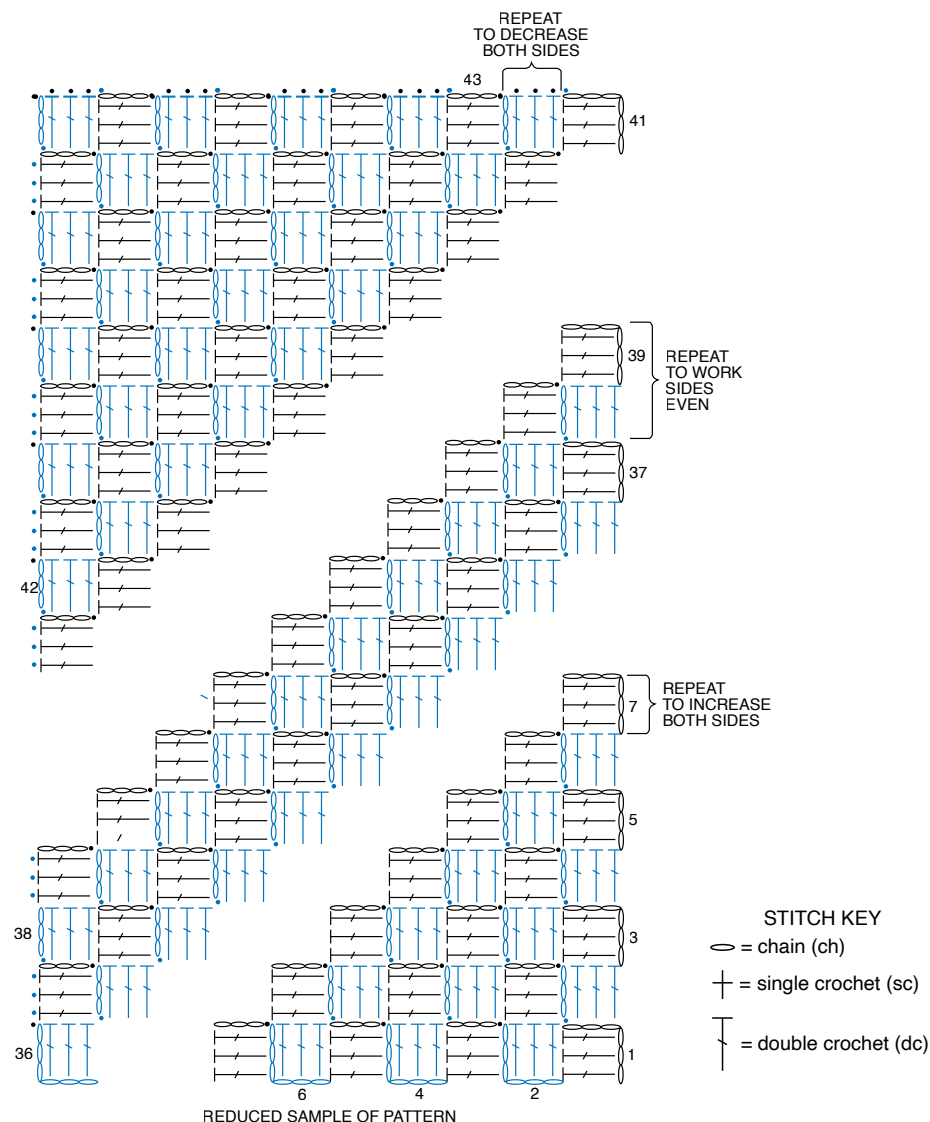 REPEAT
TO DECREASE
BOTH SIDES
43
41
39
REPEAT
TO WORK
SIDES
EVEN
37
42
7
REPEAT
TO INCREASE
BOTH SIDES
5
38
3
STITCH KEY
= chain (ch)
= single crochet (sc)
= double crochet (dc)
36
1
6
4
2
REDUCED SAMPLE OF PATTERN